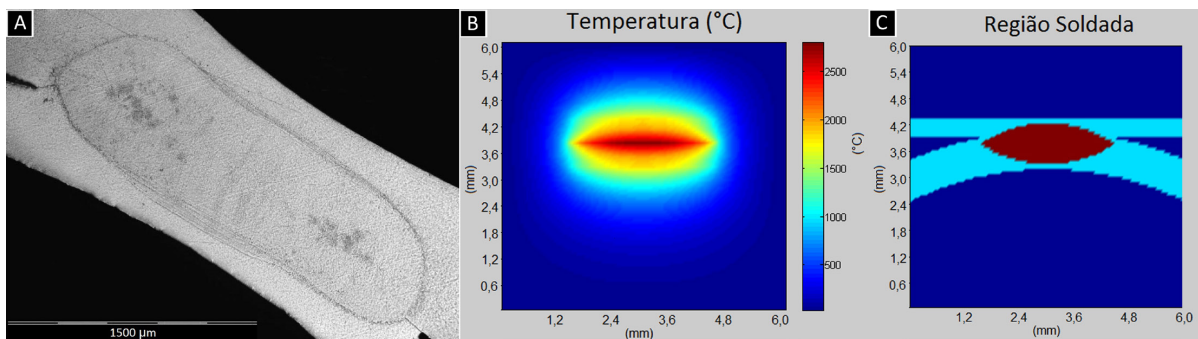 A
1500 µm
B
Temperatura (°C)
6,0
5,4
4,8
4,2
3,6
3,0
2,4
1,8
1,2
0,6
(mm)
1,2 2,4 3,6 4,8 6,0
(mm)
2500
2000
1500
1000
500
(°C)
C
Região Soldada
6,0
5,4
4,8
4,2
3,6
3,0
2,4
1,8
1,2
0,6
(mm)
1,2 2,4 3,6 4,8 6,0
(mm)